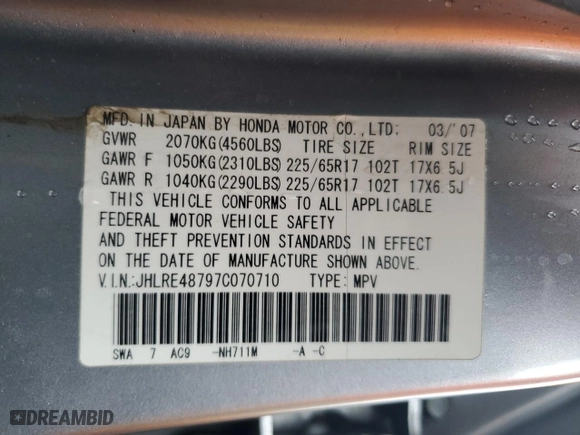 MFD. IN JAPAN BY HONDA MOTOR CO.,LTD: 03/'07
GVWR 2070KG(4560LBS) TIRE SIZE RIM SIZE
GAWR F 1050KG(2310LBS) 225/65R17 102T 17X6.5J
GAWR R 1040KG(2290LBS) 225/65R17 102T 17X6.5J
THIS VEHICLE CONFORMS TO ALL APPLICABLE
FEDERAL MOTOR VEHICLE SAFETY
AND THEFT PREVENTION STANDARDS IN EFFECT
ON THE DATE OF MANUFACTURE SHOWN ABOVE.
V.I.N.:JHLRE48797C070710 TYPE: MPV
SWA 7 AC9 -NH711M -A -C
DREAMBID